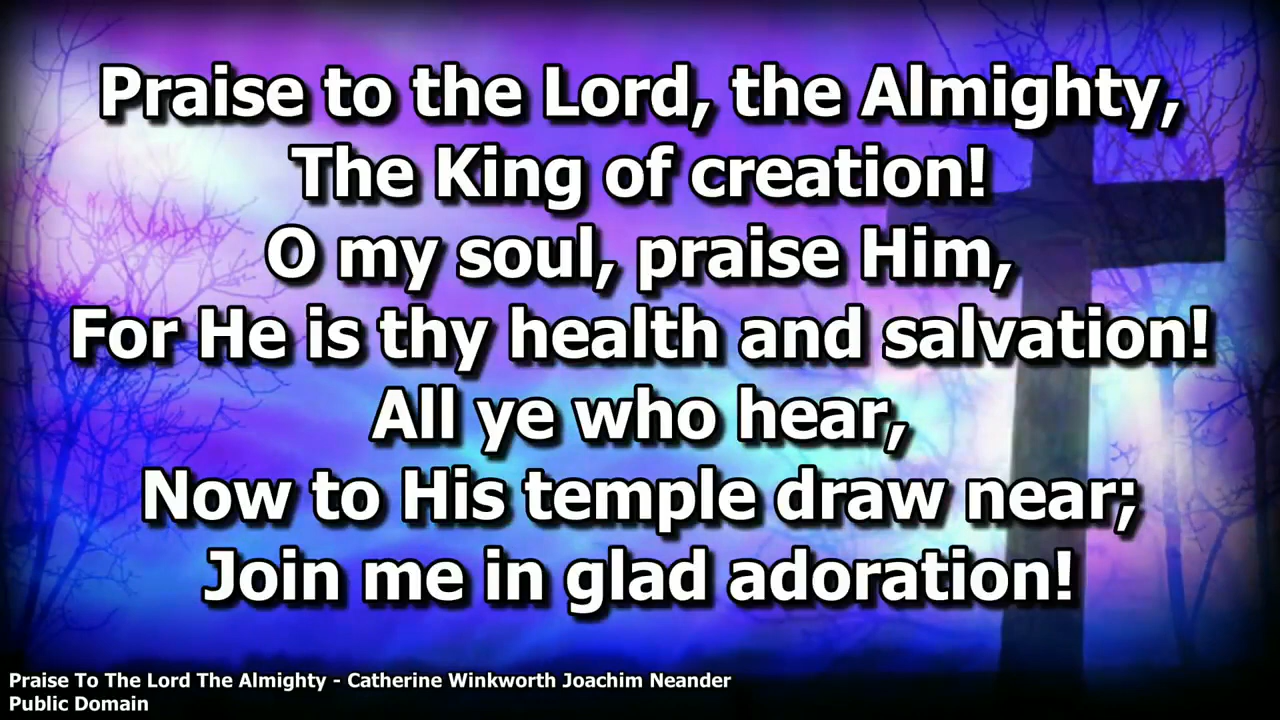 Praise to the Lord, the Almighty,
The King of creation!
O my soul, praise Him,
For He is thy health and salvation!
All ye who hear,
Now to His temple draw near;
Join me in glad adoration!
Praise To The Lord The Almighty - Catherine Winkworth Joachim Neander
Public Domain